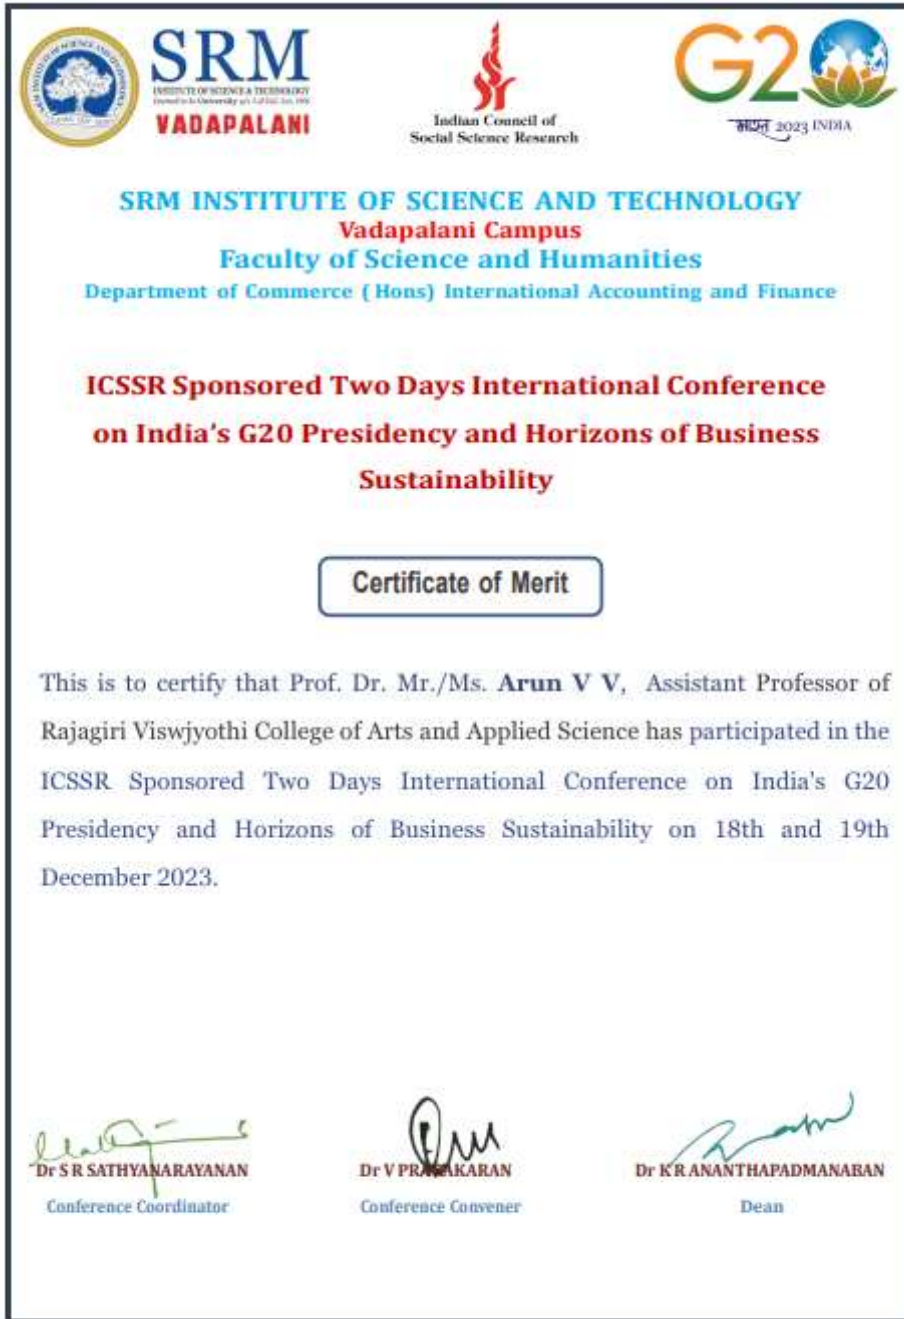 SRM
INSTITUTE OF SCIENCE & TECHNOLOGY
VADAPALANI
Indian Council of
Social Science Research
G20
भारत 2023 INDIA
SRM INSTITUTE OF SCIENCE AND TECHNOLOGY
Vadapalani Campus
Faculty of Science and Humanities
Department of Commerce ( Hons) International Accounting and Finance
ICSSR Sponsored Two Days International Conference
on India’s G20 Presidency and Horizons of Business
Sustainability
Certificate of Merit
This is to certify that Prof. Dr. Mr./Ms. Arun V V, Assistant Professor of
Rajagiri Viswjyothi College of Arts and Applied Science has participated in the
ICSSR Sponsored Two Days International Conference on India's G20
Presidency and Horizons of Business Sustainability on 18th and 19th
December 2023.
Dr S R SATHYANARAYANAN
Dr V PRABAKARAN
Dr K R ANANTHAPADMANABAN
Conference Coordinator
Conference Convener
Dean